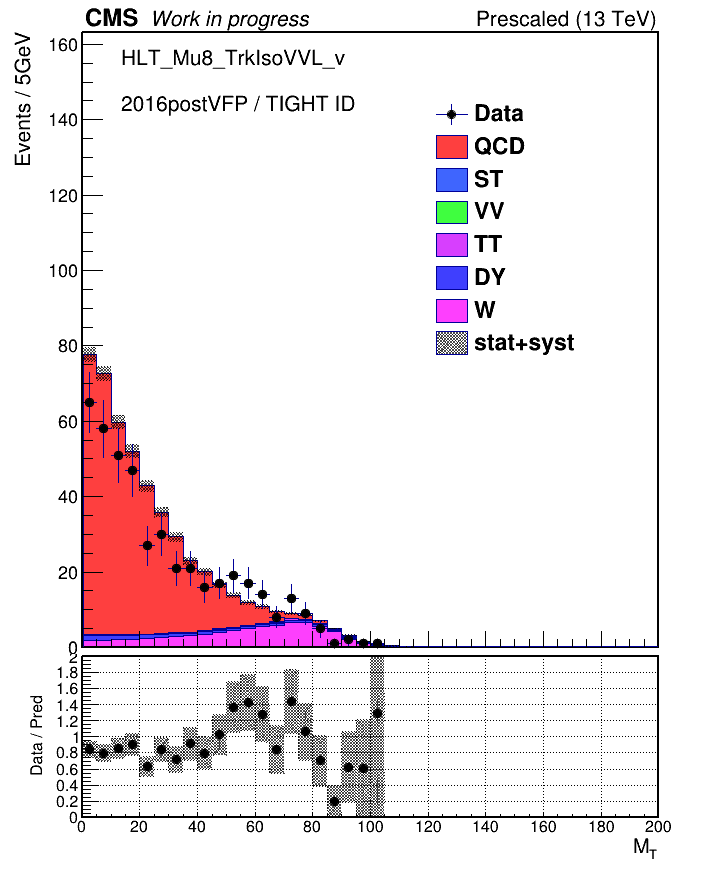 CMS Work in progress Prescaled (13 TeV)
Events / 5GeV
HLT_Mu8_TrkIsoVVL_v
2016postVFP / TIGHT ID
Data
QCD
ST
VV
TT
DY
W
stat+syst
160
140
120
100
80
60
40
20
0
Data / Pred
2
1.8
1.6
1.4
1.2
1
0.8
0.6
0.4
0.2
0
0 20 40 60 80 100 120 140 160 180 200
M_T